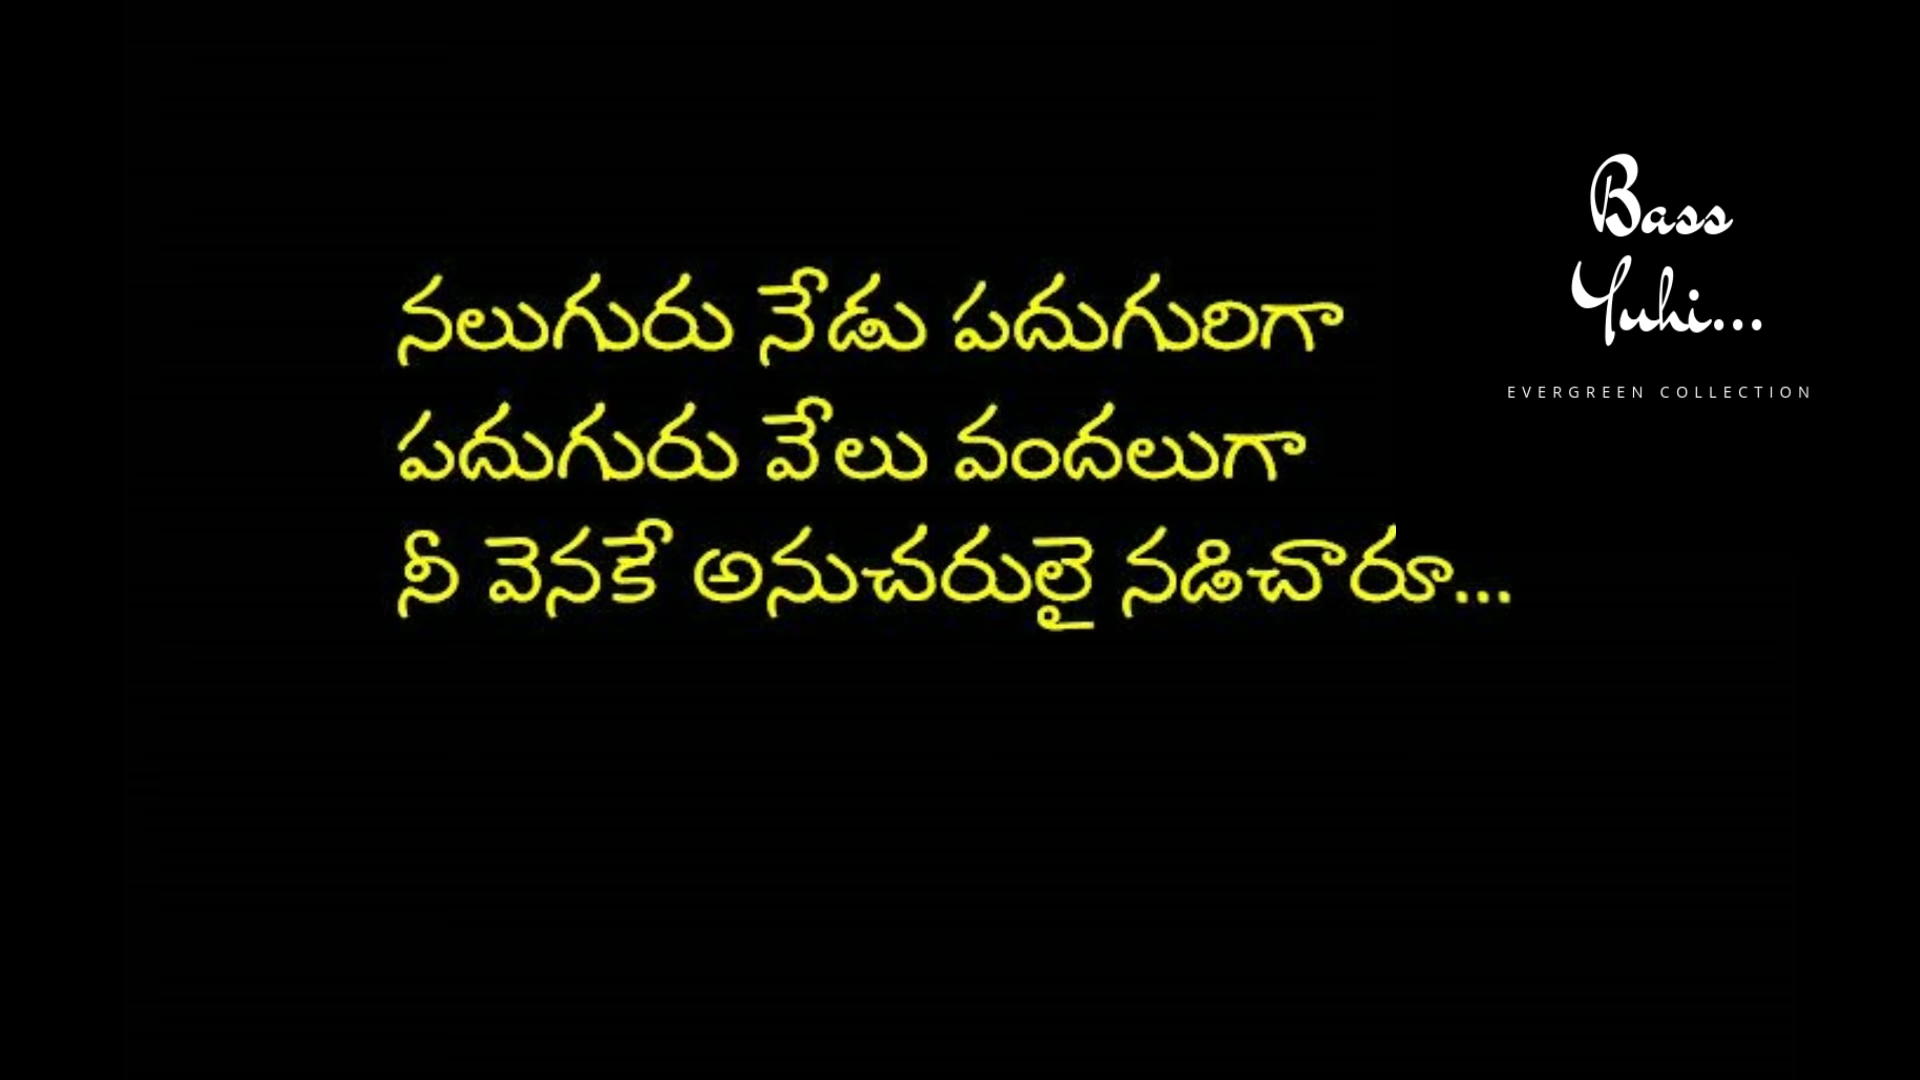 నలుగురు నేడు పదుగురిగా
పదుగురు వేలు వందలుగా
నీ వెనకే అనుచరులై నడిచారూ...
Bass
Yuhi...
EVERGREEN COLLECTION